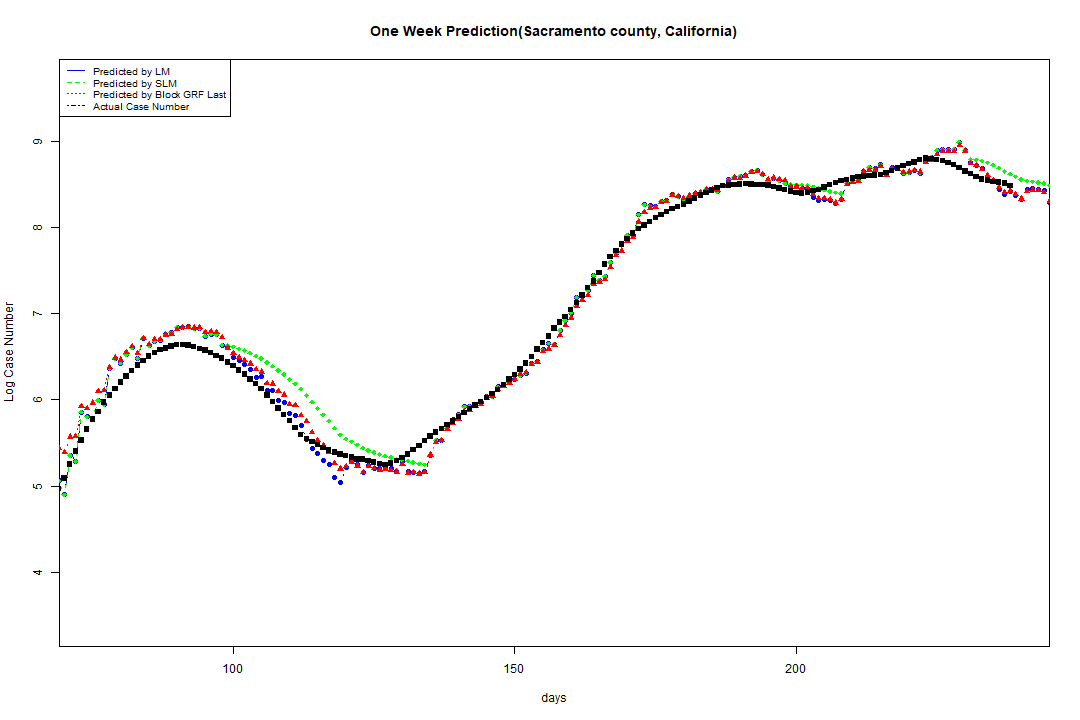 One Week Prediction(Sacramento county, California)
Predicted by LM
Predicted by SLM
Predicted by Block GRF Last
Actual Case Number
9
8
7
6
5
4
Log Case Number
100 150 200
days